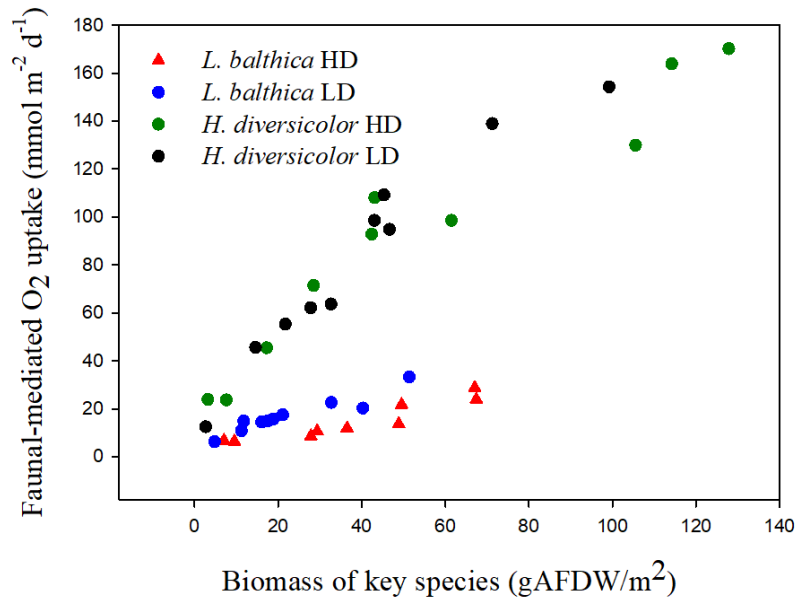 180
160
140
120
100
80
60
40
20
0
L. balthica HD
L. balthica LD
H. diversicolor HD
H. diversicolor LD
Faunal-mediated O2 uptake (mmol m-2 d-1)
0 20 40 60 80 100 120 140
Biomass of key species (gAFDW/m2)